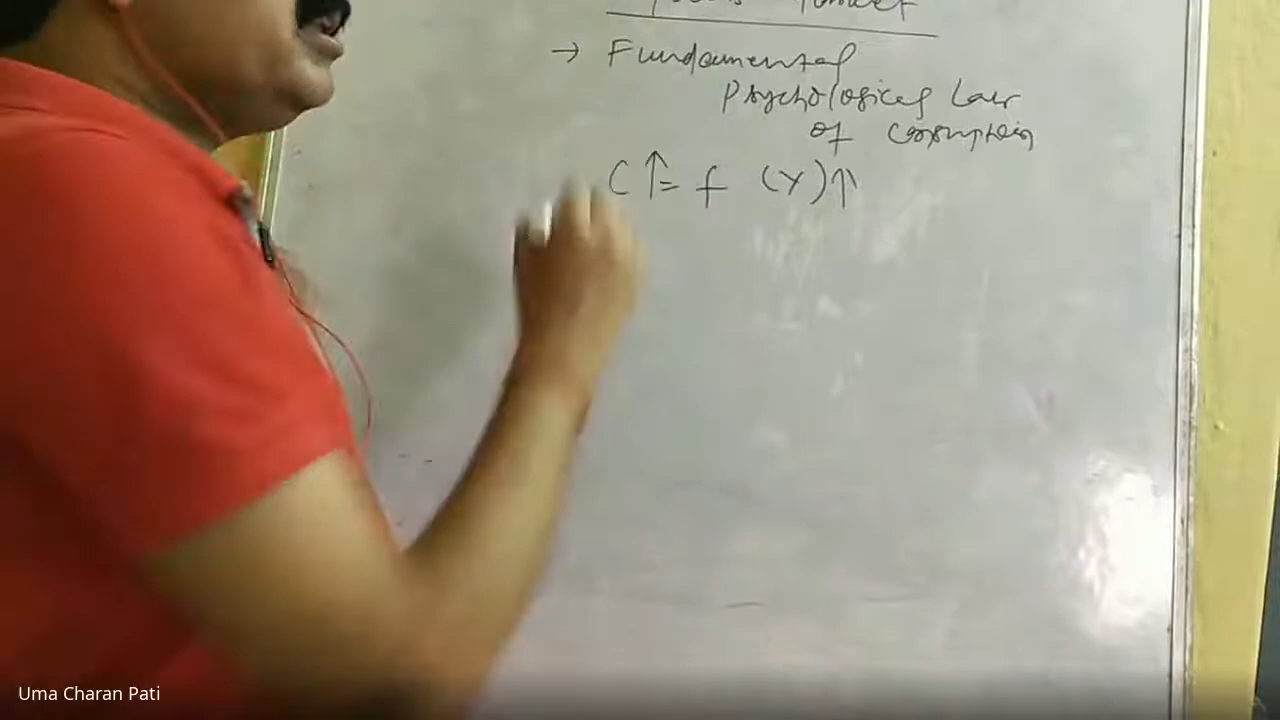 → Fundamental
Psychological Law
of consumption
C↑ = f (Y)↑
Uma Charan Pati